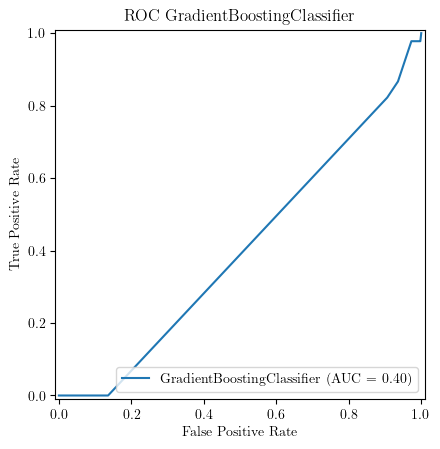 ROC GradientBoostingClassifier
1.0
0.8
0.6
0.4
0.2
0.0
True Positive Rate
GradientBoostingClassifier (AUC = 0.40)
0.0 0.2 0.4 0.6 0.8 1.0
False Positive Rate